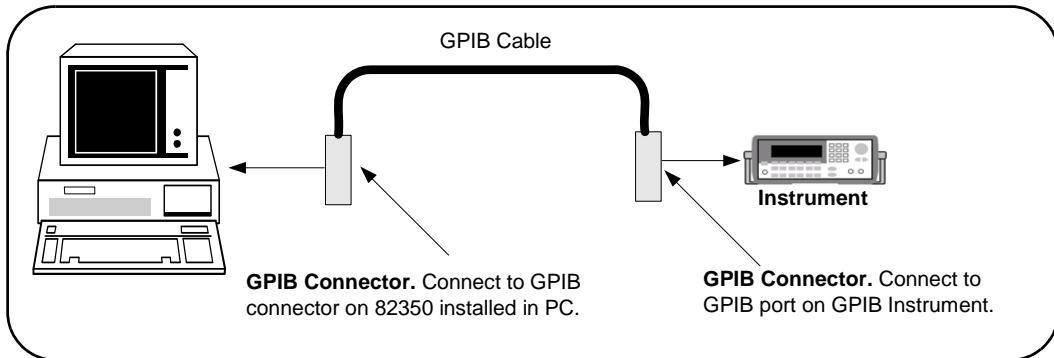 GPIB Cable
Instrument
GPIB Connector. Connect to GPIB
connector on 82350 installed in PC.
GPIB Connector. Connect to
GPIB port on GPIB Instrument.